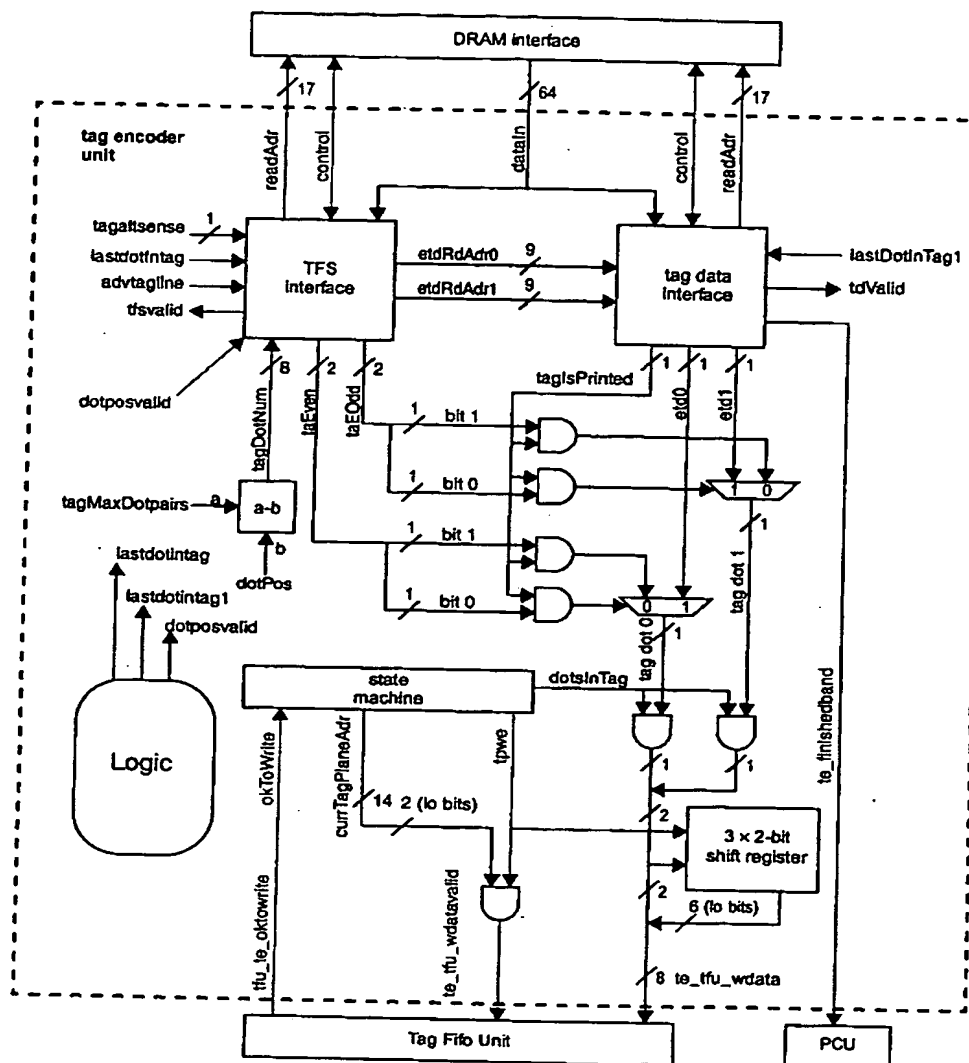 DRAM interface
17
64
17
tag encoder
unit
readAdr
control
dataIn
control
readAdr
tagaltsense
1
lastdotintag
advtagline
tfsvalid
dotposvalid
TFS
interface
etdRdAdr0
9
etdRdAdr1
9
tag data
interface
lastDotInTag1
tdValid
8
2
2
1
1
1
tagDotNum
taEven
taEOdd
tagIsPrinted
etd0
etd1
1
bit 1
1
bit 0
1 0
1
tagMaxDotpairs
a
a-b
b
dotPos
1
bit 1
1
bit 0
0 1
tag dot 0
1
tag dot 1
lastdotintag
lastdotintag1
dotposvalid
Logic
state
machine
dotsInTag
okToWrite
currTagPlaneAdr
tpwe
14
2 (lo bits)
1
1
2
3 × 2-bit
shift register
2
6 (lo bits)
te_finishedband
tfu_te_oktowrite
te_tfu_wdatavalid
8
te_tfu_wdata
Tag Fifo Unit
PCU